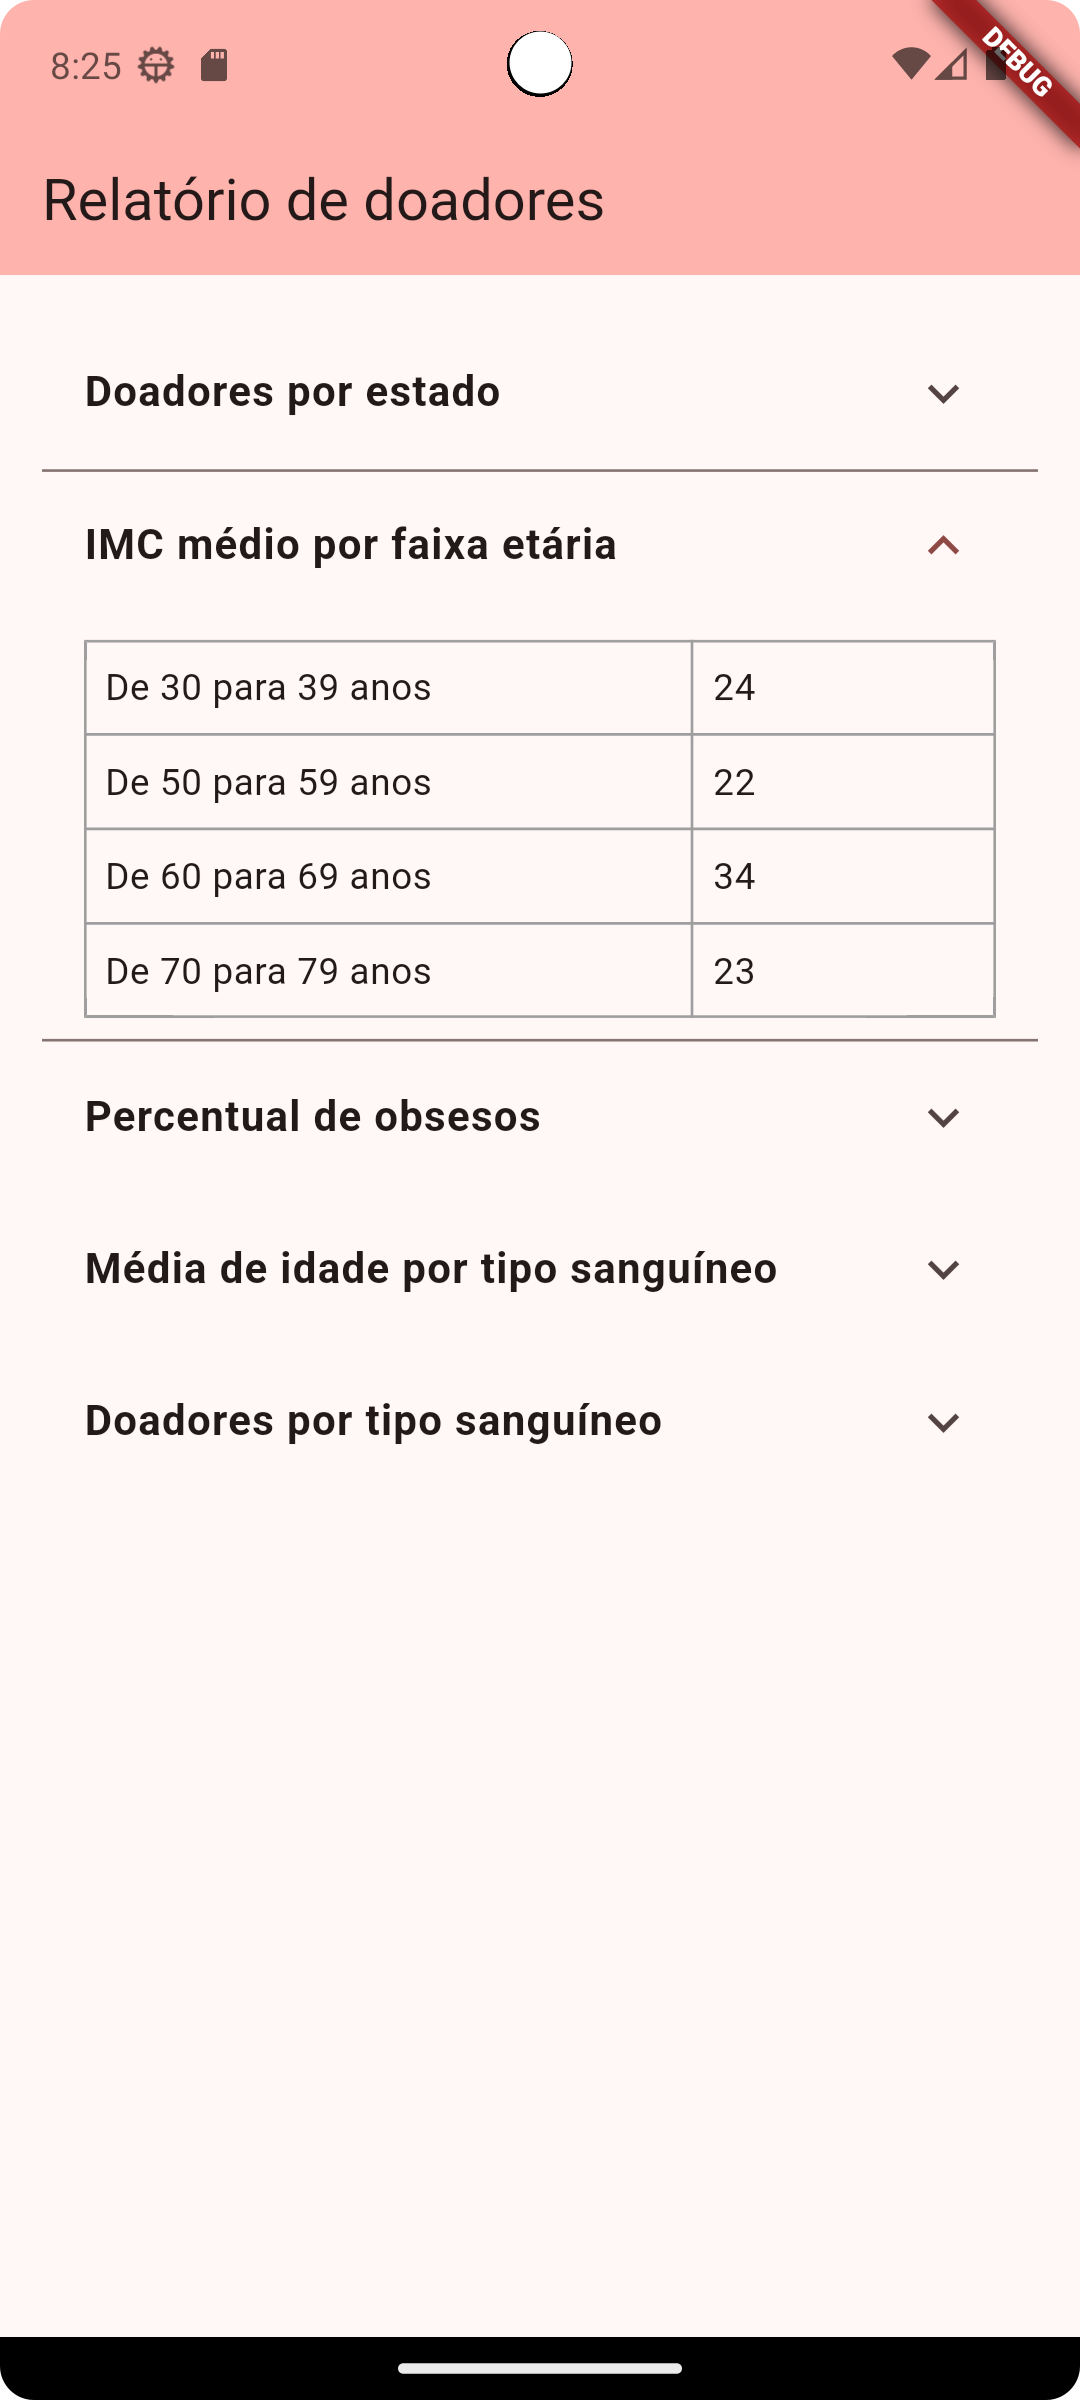 8:25
DEBUG
Relatório de doadores
Doadores por estado
IMC médio por faixa etária
De 30 para 39 anos 24
De 50 para 59 anos 22
De 60 para 69 anos 34
De 70 para 79 anos 23
Percentual de obsesos
Média de idade por tipo sanguíneo
Doadores por tipo sanguíneo